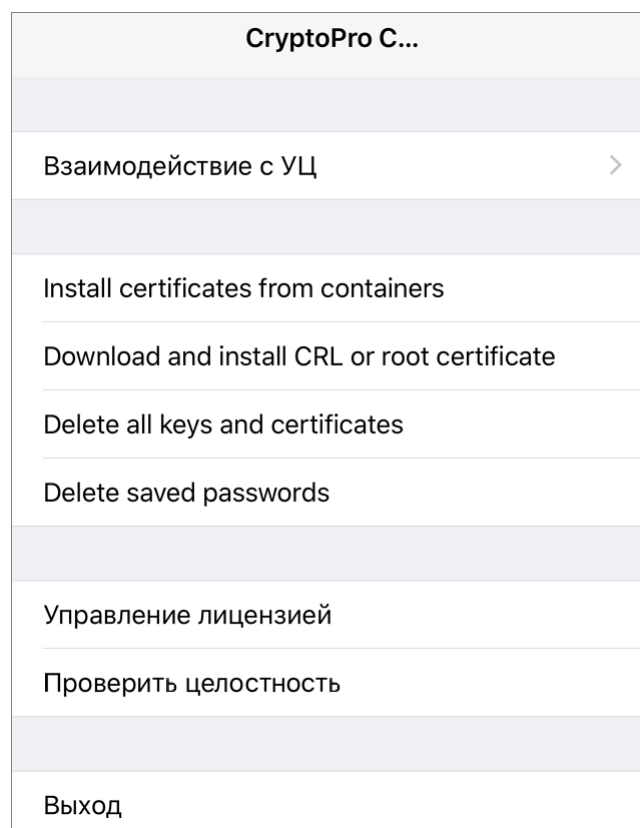 CryptoPro C...
Взаимодействие с УЦ
Install certificates from containers
Download and install CRL or root certificate
Delete all keys and certificates
Delete saved passwords
Управление лицензией
Проверить целостность
Выход